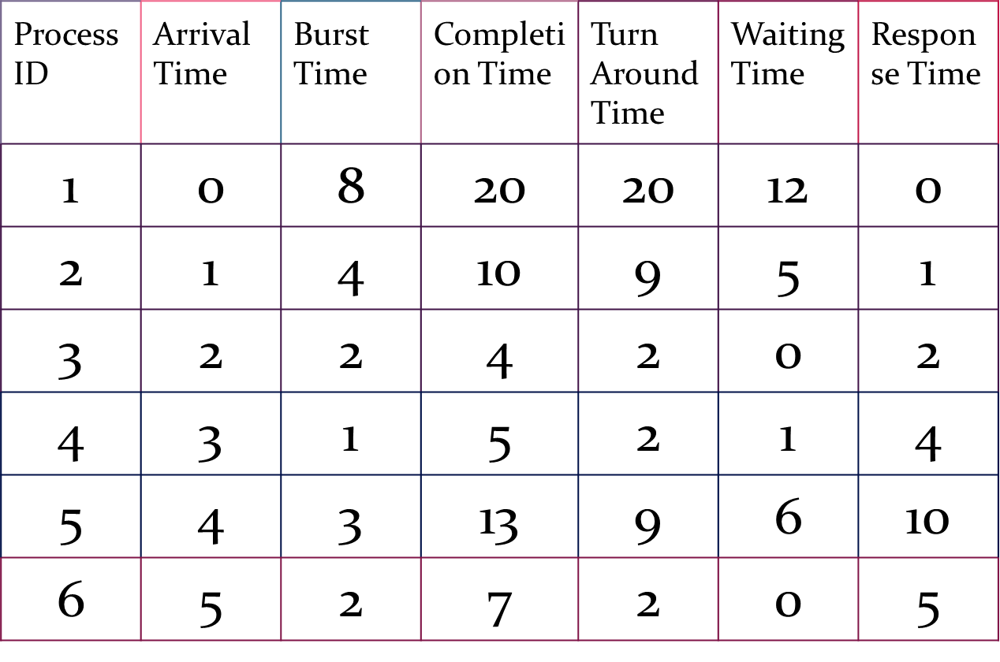 Process ID | Arrival Time | Burst Time | Completi on Time | Turn Around Time | Waiting Time | Respon se Time
1 | 0 | 8 | 20 | 20 | 12 | 0
2 | 1 | 4 | 10 | 9 | 5 | 1
3 | 2 | 2 | 4 | 2 | 0 | 2
4 | 3 | 1 | 5 | 2 | 1 | 4
5 | 4 | 3 | 13 | 9 | 6 | 10
6 | 5 | 2 | 7 | 2 | 0 | 5